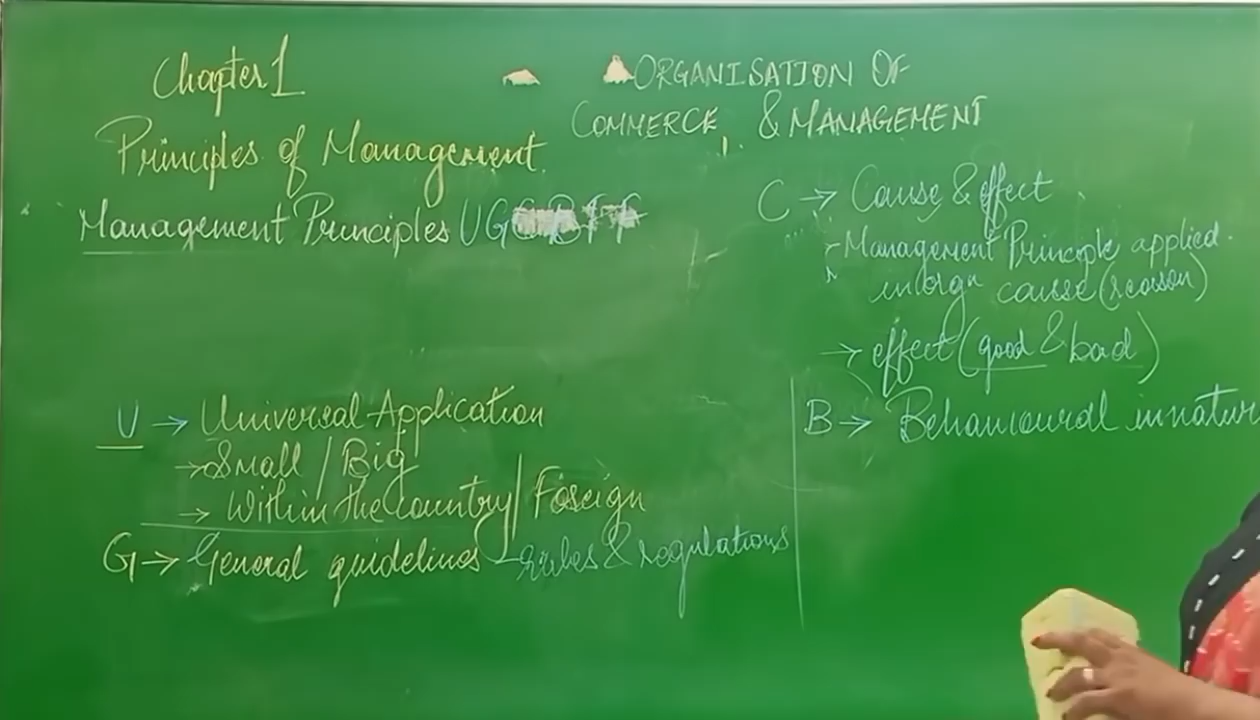 Chapter 1
Principles of Management.
Management Principles UG
U → Universal Application
→ Small / Big
→ Within the country / Foreign
G → General guidelines - rules & regulations
ORGANISATION OF
COMMERCE & MANAGEMENT
C → Cause & effect
Management Principle applied.
in orgn cause (reason)
→ effect (good & bad)
B → Behavioural in natur